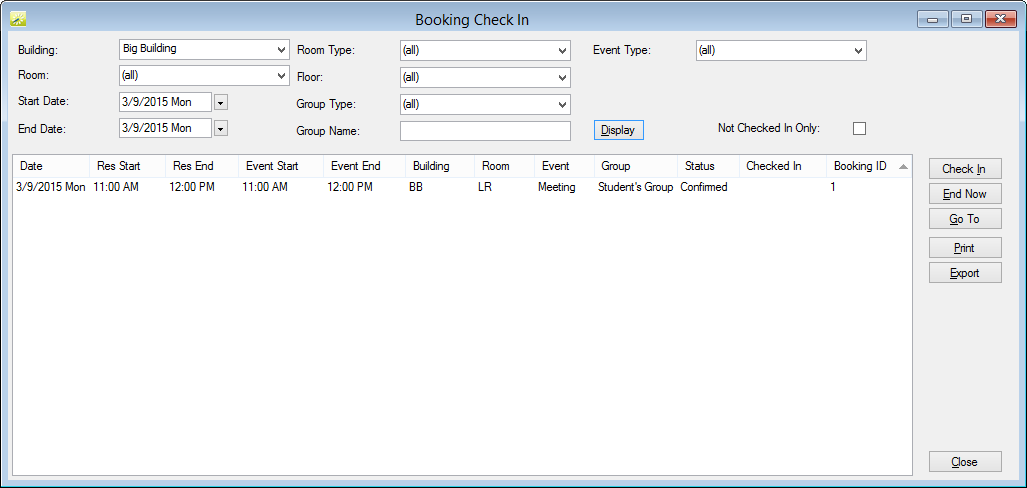 Booking Check In
Building: Big Building Room Type: (all) Event Type: (all)
Room: (all) Floor: (all)
Start Date: 3/9/2015 Mon Group Type: (all)
End Date: 3/9/2015 Mon Group Name: Display Not Checked In Only:
Date Res Start Res End Event Start Event End Building Room Event Group Status Checked In Booking ID
3/9/2015 Mon 11:00 AM 12:00 PM 11:00 AM 12:00 PM BB LR Meeting Student's Group Confirmed 1
Check In
End Now
Go To
Print
Export
Close